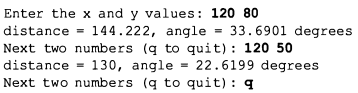 Enter the x and y values: 120 80
distance = 144.222, angle = 33.6901 degrees
Next two numbers (q to quit): 120 50
distance = 130, angle = 22.6199 degrees
Next two numbers (q to quit): q